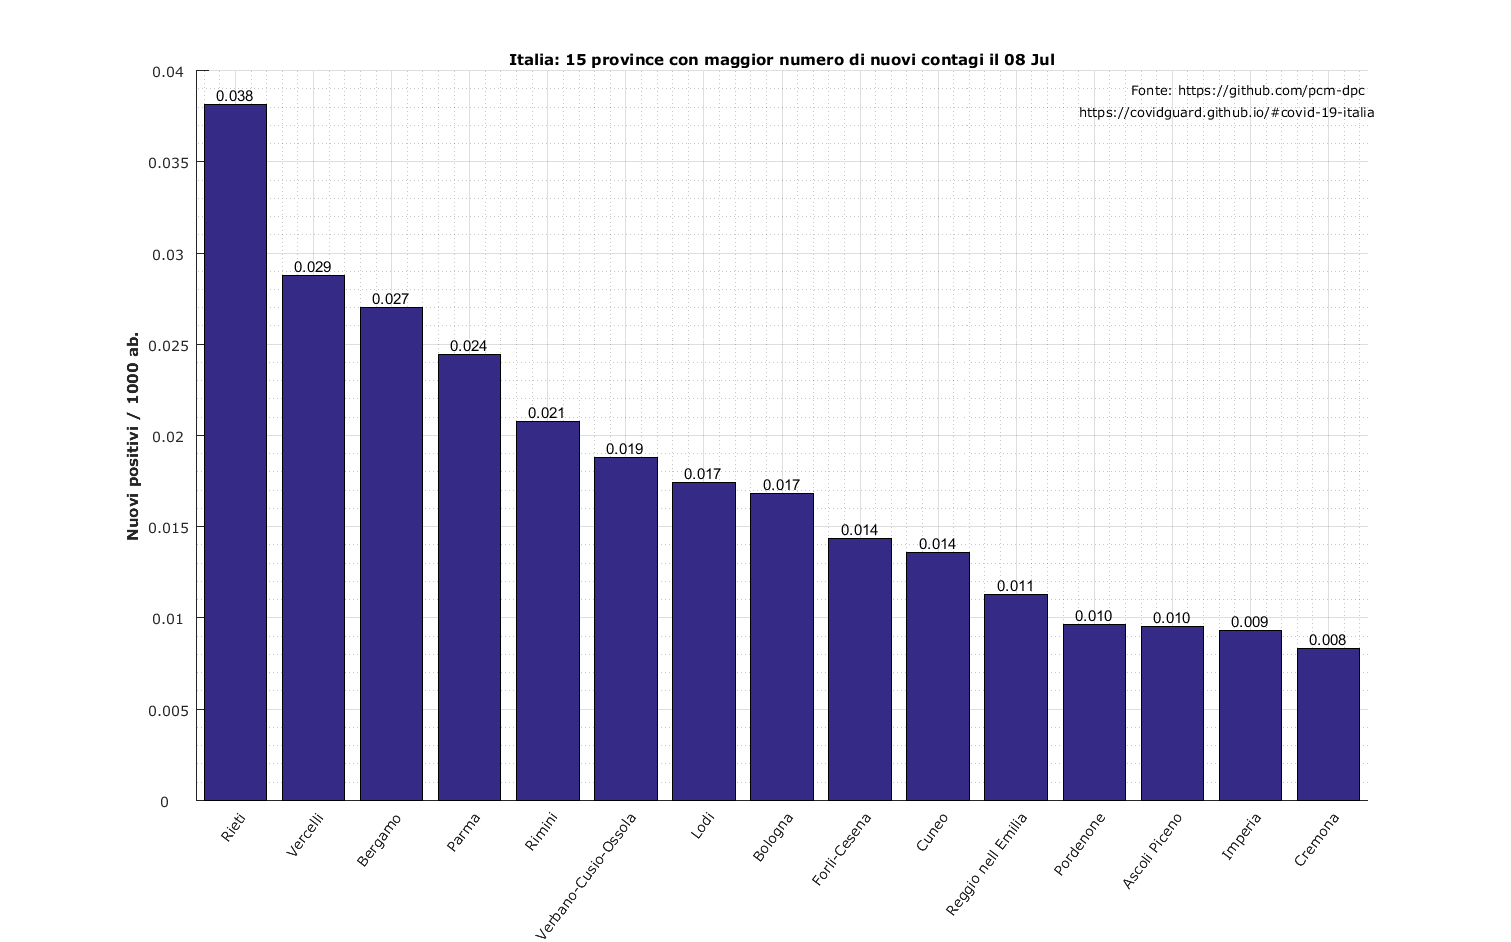 Italia: 15 province con maggior numero di nuovi contagi il 08 Jul
Fonte: https://github.com/pcm-dpc
https://covidguard.github.io/#covid-19-italia
Nuovi positivi / 1000 ab.
0.04
0.035
0.03
0.025
0.02
0.015
0.01
0.005
0
0.038
0.029
0.027
0.024
0.021
0.019
0.017
0.017
0.014
0.014
0.011
0.010
0.010
0.009
0.008
Rieti
Vercelli
Bergamo
Parma
Rimini
Verbano-Cusio-Ossola
Lodi
Bologna
Forlì-Cesena
Cuneo
Reggio nell Emilia
Pordenone
Ascoli Piceno
Imperia
Cremona